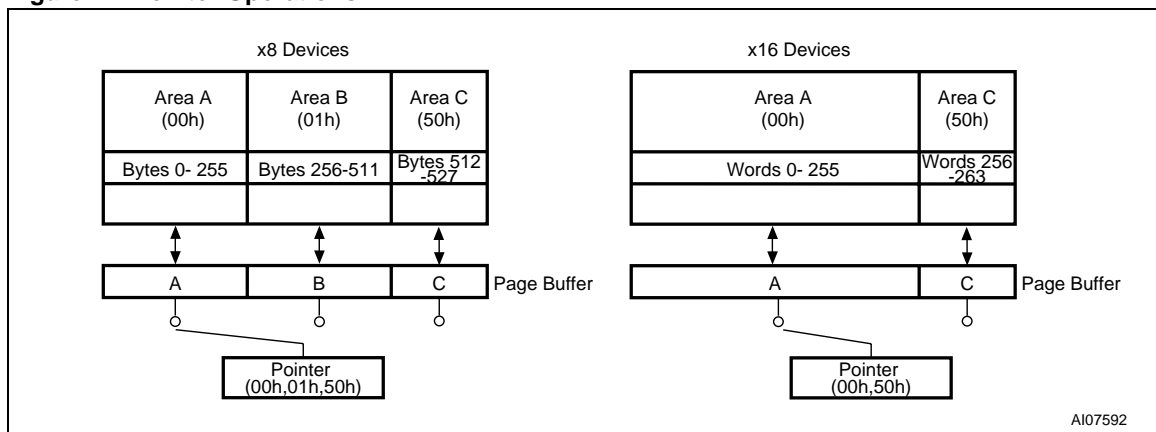 x8 Devices
Area A
(00h)
Area B
(01h)
Area C
(50h)
Bytes 0- 255
Bytes 256-511
Bytes 512
-527
A
B
C
Page Buffer
Pointer
(00h,01h,50h)
x16 Devices
Area A
(00h)
Area C
(50h)
Words 0- 255
Words 256
-263
A
C
Page Buffer
Pointer
(00h,50h)
AI07592